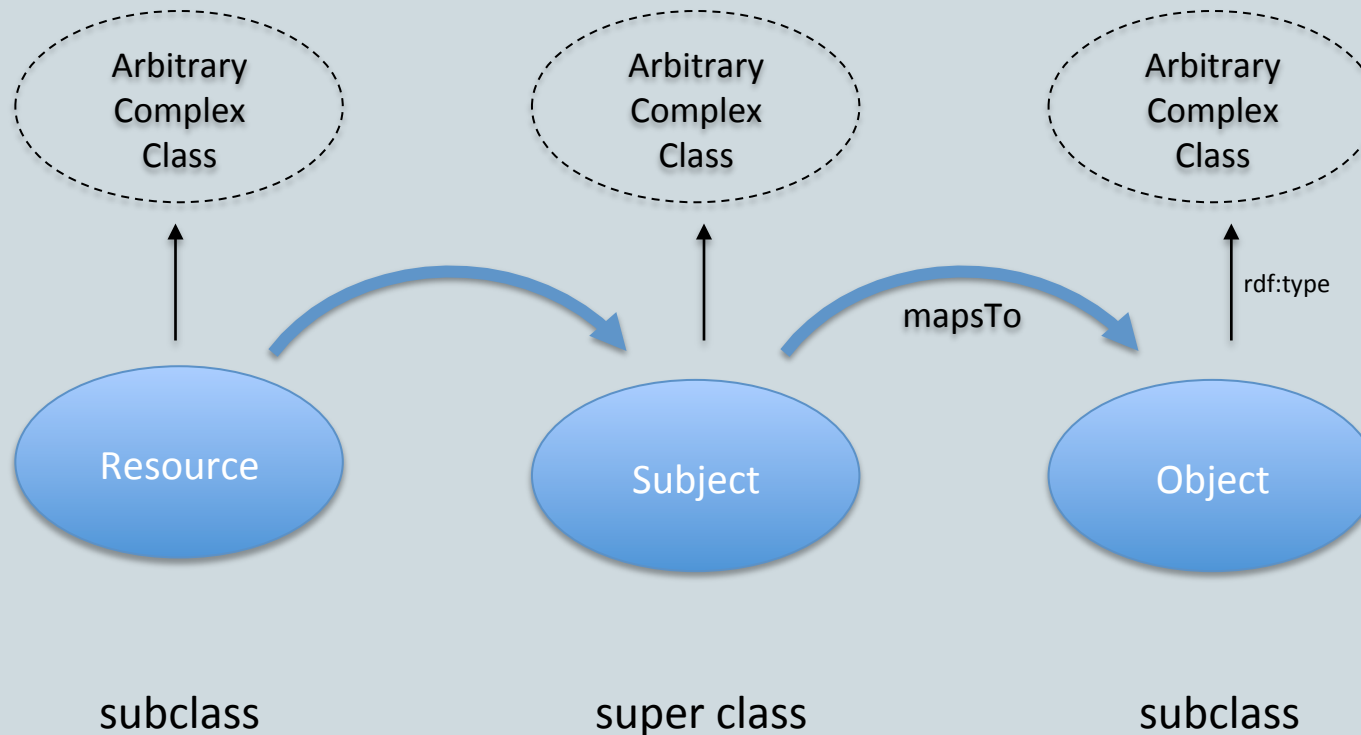 Arbitrary
Complex
Class
Arbitrary
Complex
Class
Arbitrary
Complex
Class
rdf:type
mapsTo
Resource
Subject
Object
subclass
super class
subclass